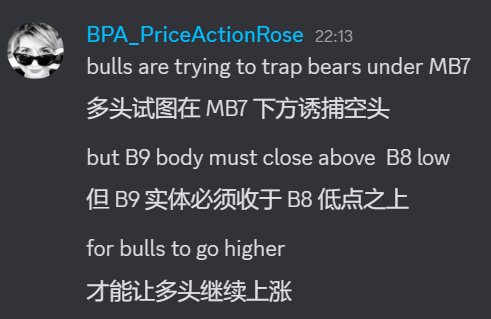 BPA_PriceActionRose 22:13
bulls are trying to trap bears under MB7
多头试图在 MB7 下方诱捕空头
but B9 body must close above  B8 low
但 B9 实体必须收于 B8 低点之上
for bulls to go higher
才能让多头继续上涨